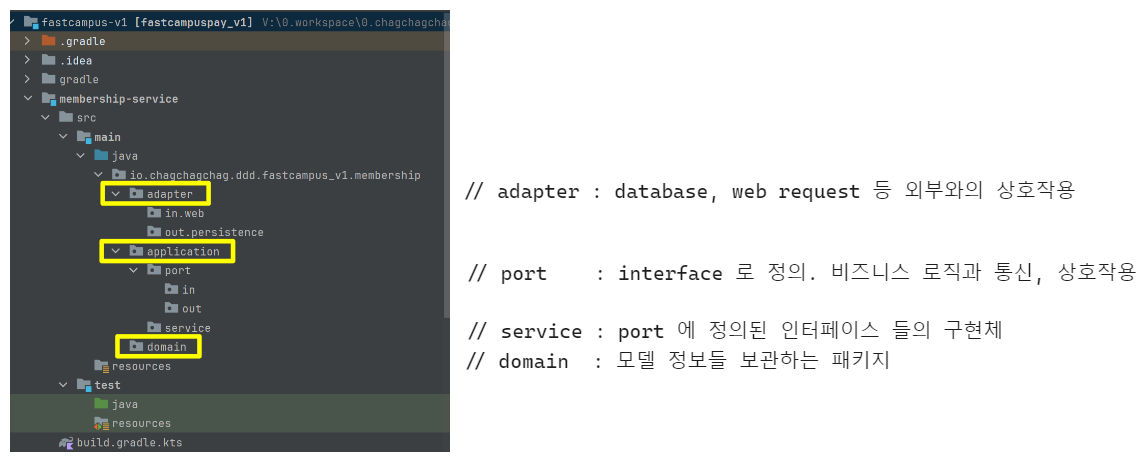 fastcampus-v1 [fastcampuspay_v1] V:\0.workspace\0.chagchagchag
.gradle
.idea
gradle
membership-service
src
main
java
io.chagchagchag.ddd.fastcampus_v1.membership
adapter // adapter : database, web request 등 외부와의 상호작용
in.web
out.persistence
application
port // port : interface 로 정의. 비즈니스 로직과 통신, 상호작용
in
out
service // service : port 에 정의된 인터페이스 들의 구현체
domain // domain : 모델 정보들 보관하는 패키지
resources
test
java
resources
build.gradle.kts